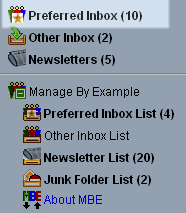 Preferred Inbox (10)
Other Inbox (2)
Newsletters (5)
Manage By Example
Preferred Inbox List (4)
Other Inbox List
Newsletter List (20)
Junk Folder List (2)
About MBE